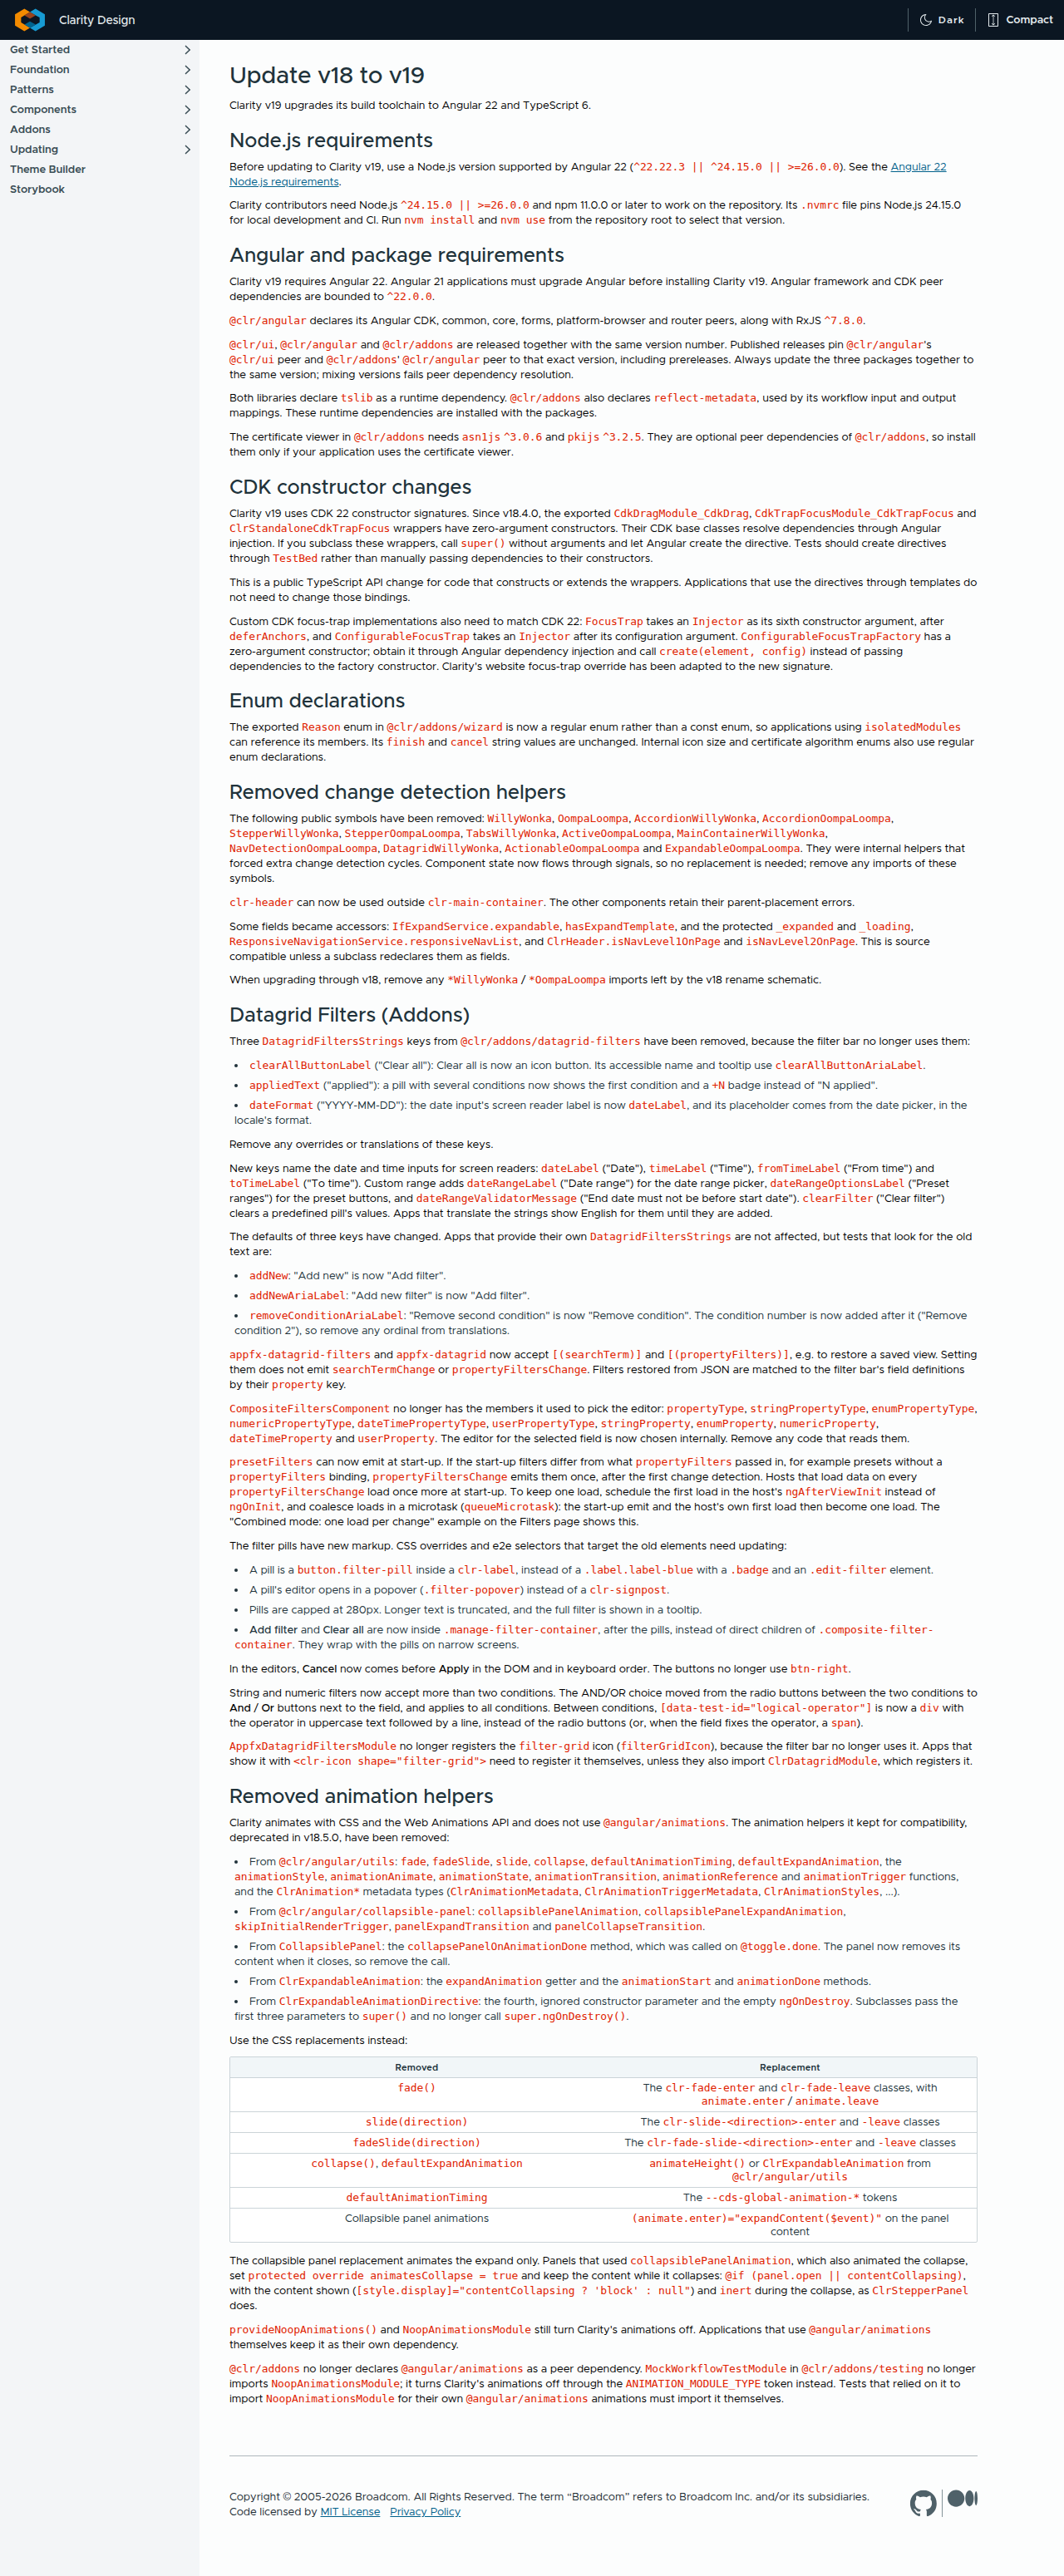 Clarity Design
Dark
Compact
Get Started
Foundation
Patterns
Components
Addons
Updating
Theme Builder
Storybook
Update v18 to v19
Clarity v19 upgrades its build toolchain to Angular 22 and TypeScript 6.
Node.js requirements
Before updating to Clarity v19, use a Node.js version supported by Angular 22 (^22.22.3 || ^24.15.0 || >=26.0.0). See the Angular 22
Node.js requirements.
Clarity contributors need Node.js ^24.15.0 || >=26.0.0 and npm 11.0.0 or later to work on the repository. Its .nvmrc file pins Node.js 24.15.0
for local development and CI. Run nvm install and nvm use from the repository root to select that version.
Angular and package requirements
Clarity v19 requires Angular 22. Angular 21 applications must upgrade Angular before installing Clarity v19. Angular framework and CDK peer
dependencies are bounded to ^22.0.0.
@clr/angular declares its Angular CDK, common, core, forms, platform-browser and router peers, along with RxJS ^7.8.0.
@clr/ui, @clr/angular and @clr/addons are released together with the same version number. Published releases pin @clr/angular's
@clr/ui peer and @clr/addons' @clr/angular peer to that exact version, including prereleases. Always update the three packages together to
the same version; mixing versions fails peer dependency resolution.
Both libraries declare tslib as a runtime dependency. @clr/addons also declares reflect-metadata, used by its workflow input and output
mappings. These runtime dependencies are installed with the packages.
The certificate viewer in @clr/addons needs asn1js ^3.0.6 and pkijs ^3.2.5. They are optional peer dependencies of @clr/addons, so install
them only if your application uses the certificate viewer.
CDK constructor changes
Clarity v19 uses CDK 22 constructor signatures. Since v18.4.0, the exported CdkDragModule_CdkDrag, CdkTrapFocusModule_CdkTrapFocus and
ClrStandaloneCdkTrapFocus wrappers have zero-argument constructors. Their CDK base classes resolve dependencies through Angular
injection. If you subclass these wrappers, call super() without arguments and let Angular create the directive. Tests should create directives
through TestBed rather than manually passing dependencies to their constructors.
This is a public TypeScript API change for code that constructs or extends the wrappers. Applications that use the directives through templates do
not need to change those bindings.
Custom CDK focus-trap implementations also need to match CDK 22: FocusTrap takes an Injector as its sixth constructor argument, after
deferAnchors, and ConfigurableFocusTrap takes an Injector after its configuration argument. ConfigurableFocusTrapFactory has a
zero-argument constructor; obtain it through Angular dependency injection and call create(element, config) instead of passing
dependencies to the factory constructor. Clarity's website focus-trap override has been adapted to the new signature.
Enum declarations
The exported Reason enum in @clr/addons/wizard is now a regular enum rather than a const enum, so applications using isolatedModules
can reference its members. Its finish and cancel string values are unchanged. Internal icon size and certificate algorithm enums also use regular
enum declarations.
Removed change detection helpers
The following public symbols have been removed: WillyWonka, OompaLoompa, AccordionWillyWonka, AccordionOompaLoompa,
StepperWillyWonka, StepperOompaLoompa, TabsWillyWonka, ActiveOompaLoompa, MainContainerWillyWonka,
NavDetectionOompaLoompa, DatagridWillyWonka, ActionableOompaLoompa and ExpandableOompaLoompa. They were internal helpers that
forced extra change detection cycles. Component state now flows through signals, so no replacement is needed; remove any imports of these
symbols.
clr-header can now be used outside clr-main-container. The other components retain their parent-placement errors.
Some fields became accessors: IfExpandService.expandable, hasExpandTemplate, and the protected _expanded and _loading,
ResponsiveNavigationService.responsiveNavList, and ClrHeader.isNavLevel1OnPage and isNavLevel2OnPage. This is source
compatible unless a subclass redeclares them as fields.
When upgrading through v18, remove any *WillyWonka / *OompaLoompa imports left by the v18 rename schematic.
Datagrid Filters (Addons)
Three DatagridFiltersStrings keys from @clr/addons/datagrid-filters have been removed, because the filter bar no longer uses them:
• clearAllButtonLabel ("Clear all"): Clear all is now an icon button. Its accessible name and tooltip use clearAllButtonAriaLabel.
• appliedText ("applied"): a pill with several conditions now shows the first condition and a +N badge instead of "N applied".
• dateFormat ("YYYY-MM-DD"): the date input's screen reader label is now dateLabel, and its placeholder comes from the date picker, in the
locale's format.
Remove any overrides or translations of these keys.
New keys name the date and time inputs for screen readers: dateLabel ("Date"), timeLabel ("Time"), fromTimeLabel ("From time") and
toTimeLabel ("To time"). Custom range adds dateRangeLabel ("Date range") for the date range picker, dateRangeOptionsLabel ("Preset
ranges") for the preset buttons, and dateRangeValidatorMessage ("End date must not be before start date"). clearFilter ("Clear filter")
clears a predefined pill's values. Apps that translate the strings show English for them until they are added.
The defaults of three keys have changed. Apps that provide their own DatagridFiltersStrings are not affected, but tests that look for the old
text are:
• addNew: "Add new" is now "Add filter".
• addNewAriaLabel: "Add new filter" is now "Add filter".
• removeConditionAriaLabel: "Remove second condition" is now "Remove condition". The condition number is now added after it ("Remove
condition 2"), so remove any ordinal from translations.
appfx-datagrid-filters and appfx-datagrid now accept [(searchTerm)] and [(propertyFilters)], e.g. to restore a saved view. Setting
them does not emit searchTermChange or propertyFiltersChange. Filters restored from JSON are matched to the filter bar's field definitions
by their property key.
CompositeFiltersComponent no longer has the members it used to pick the editor: propertyType, stringPropertyType, enumPropertyType,
numericPropertyType, dateTimePropertyType, userPropertyType, stringProperty, enumProperty, numericProperty,
dateTimeProperty and userProperty. The editor for the selected field is now chosen internally. Remove any code that reads them.
presetFilters can now emit at start-up. If the start-up filters differ from what propertyFilters passed in, for example presets without a
propertyFilters binding, propertyFiltersChange emits them once, after the first change detection. Hosts that load data on every
propertyFiltersChange load once more at start-up. To keep one load, schedule the first load in the host's ngAfterViewInit instead of
ngOnInit, and coalesce loads in a microtask (queueMicrotask): the start-up emit and the host's own first load then become one load. The
"Combined mode: one load per change" example on the Filters page shows this.
The filter pills have new markup. CSS overrides and e2e selectors that target the old elements need updating:
• A pill is a button.filter-pill inside a clr-label, instead of a .label.label-blue with a .badge and an .edit-filter element.
• A pill's editor opens in a popover (.filter-popover) instead of a clr-signpost.
• Pills are capped at 280px. Longer text is truncated, and the full filter is shown in a tooltip.
• Add filter and Clear all are now inside .manage-filter-container, after the pills, instead of direct children of .composite-filter-
container. They wrap with the pills on narrow screens.
In the editors, Cancel now comes before Apply in the DOM and in keyboard order. The buttons no longer use btn-right.
String and numeric filters now accept more than two conditions. The AND/OR choice moved from the radio buttons between the two conditions to
And / Or buttons next to the field, and applies to all conditions. Between conditions, [data-test-id="logical-operator"] is now a div with
the operator in uppercase text followed by a line, instead of the radio buttons (or, when the field fixes the operator, a span).
AppfxDatagridFiltersModule no longer registers the filter-grid icon (filterGridIcon), because the filter bar no longer uses it. Apps that
show it with <clr-icon shape="filter-grid"> need to register it themselves, unless they also import ClrDatagridModule, which registers it.
Removed animation helpers
Clarity animates with CSS and the Web Animations API and does not use @angular/animations. The animation helpers it kept for compatibility,
deprecated in v18.5.0, have been removed:
• From @clr/angular/utils: fade, fadeSlide, slide, collapse, defaultAnimationTiming, defaultExpandAnimation, the
animationStyle, animationAnimate, animationState, animationTransition, animationReference and animationTrigger functions,
and the ClrAnimation* metadata types (ClrAnimationMetadata, ClrAnimationTriggerMetadata, ClrAnimationStyles, ...).
• From @clr/angular/collapsible-panel: collapsiblePanelAnimation, collapsiblePanelExpandAnimation,
skipInitialRenderTrigger, panelExpandTransition and panelCollapseTransition.
• From CollapsiblePanel: the collapsePanelOnAnimationDone method, which was called on @toggle.done. The panel now removes its
content when it closes, so remove the call.
• From ClrExpandableAnimation: the expandAnimation getter and the animationStart and animationDone methods.
• From ClrExpandableAnimationDirective: the fourth, ignored constructor parameter and the empty ngOnDestroy. Subclasses pass the
first three parameters to super() and no longer call super.ngOnDestroy().
Use the CSS replacements instead:
Removed
Replacement
fade()
The clr-fade-enter and clr-fade-leave classes, with
animate.enter / animate.leave
slide(direction)
The clr-slide-<direction>-enter and -leave classes
fadeSlide(direction)
The clr-fade-slide-<direction>-enter and -leave classes
collapse(), defaultExpandAnimation
animateHeight() or ClrExpandableAnimation from
@clr/angular/utils
defaultAnimationTiming
The --cds-global-animation-* tokens
Collapsible panel animations
(animate.enter)="expandContent($event)" on the panel
content
The collapsible panel replacement animates the expand only. Panels that used collapsiblePanelAnimation, which also animated the collapse,
set protected override animatesCollapse = true and keep the content while it collapses: @if (panel.open || contentCollapsing),
with the content shown ([style.display]="contentCollapsing ? 'block' : null") and inert during the collapse, as ClrStepperPanel
does.
provideNoopAnimations() and NoopAnimationsModule still turn Clarity's animations off. Applications that use @angular/animations
themselves keep it as their own dependency.
@clr/addons no longer declares @angular/animations as a peer dependency. MockWorkflowTestModule in @clr/addons/testing no longer
imports NoopAnimationsModule; it turns Clarity's animations off through the ANIMATION_MODULE_TYPE token instead. Tests that relied on it to
import NoopAnimationsModule for their own @angular/animations animations must import it themselves.
Copyright © 2005-2026 Broadcom. All Rights Reserved. The term “Broadcom” refers to Broadcom Inc. and/or its subsidiaries.
Code licensed by MIT License Privacy Policy